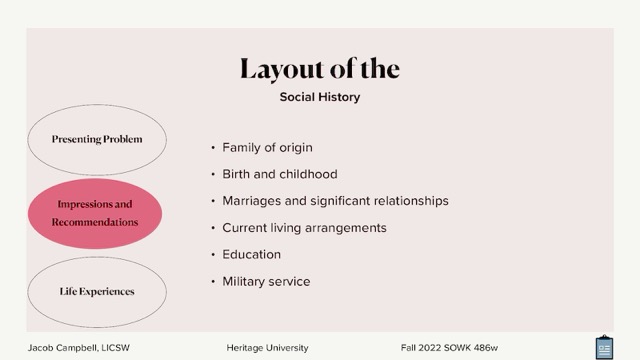 Layout of the
Social History
Presenting Problem
Impressions and
Recommendations
Life Experiences
• Family of origin
• Birth and childhood
• Marriages and significant relationships
• Current living arrangements
• Education
• Military service
Jacob Campbell, LICSW
Heritage University
Fall 2022 SOWK 486w